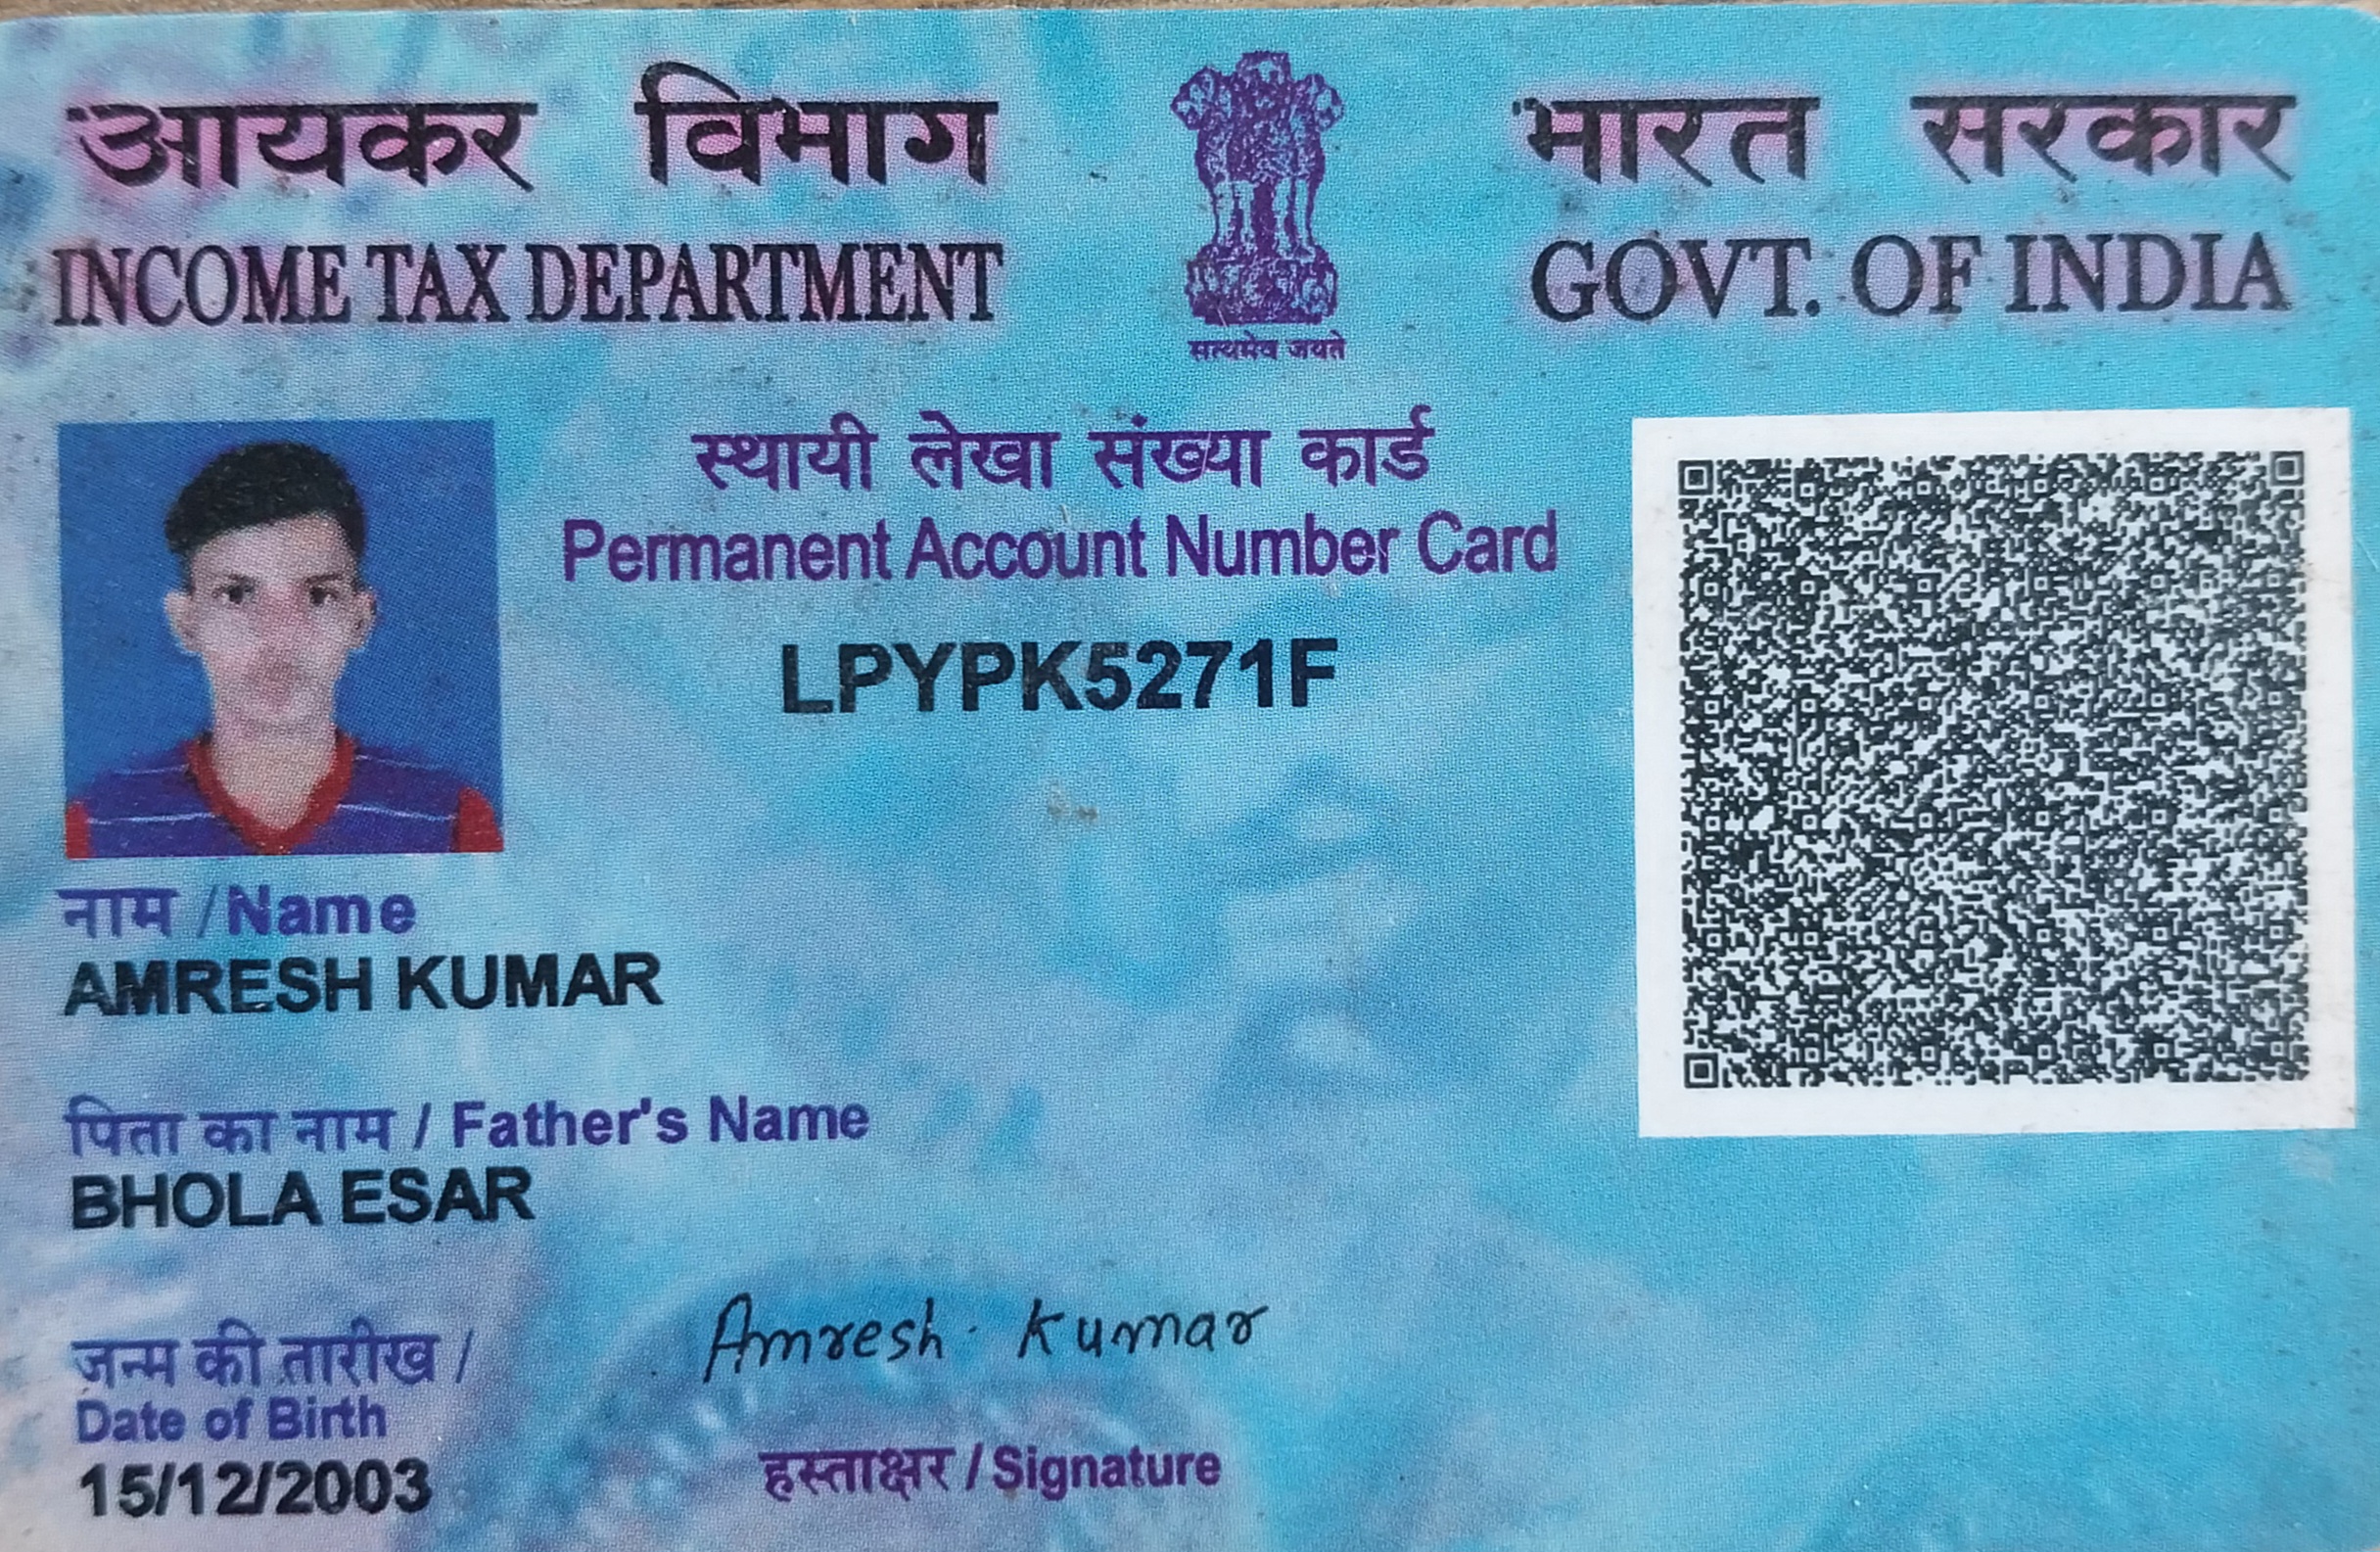 आयकर विभाग
INCOME TAX DEPARTMENT
सत्यमेव जयते
भारत सरकार
GOVT. OF INDIA
स्थायी लेखा संख्या कार्ड
Permanent Account Number Card
LPYPK5271F
नाम /Name
AMRESH KUMAR
पिता का नाम / Father's Name
BHOLA ESAR
जन्म की तारीख /
Date of Birth
15/12/2003
Amresh Kumar
हस्ताक्षर / Signature